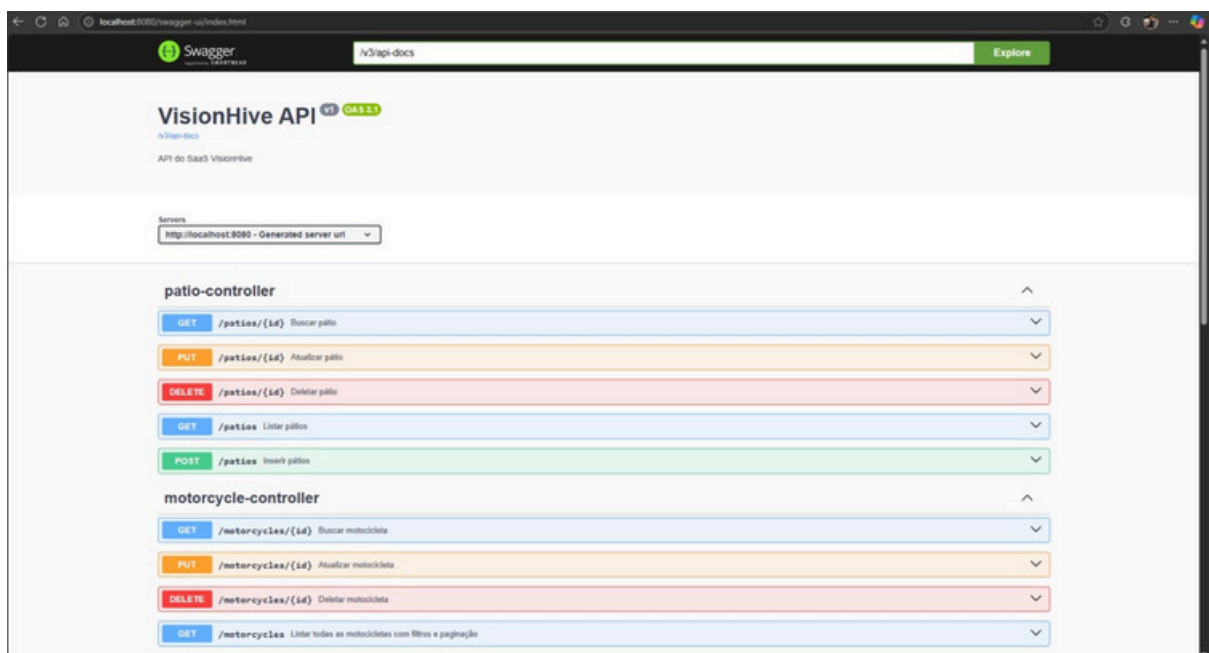 localhost:8080/swagger-ui/index.html
Swagger
/v3/api-docs
Explore
VisionHive API v1 OAS 3.1
/v3/api-docs
API do SaaS VisionHive
Servers
http://localhost:8080 - Generated server url
patio-controller
GET /patios/{id} Buscar pátio
PUT /patios/{id} Atualizar pátio
DELETE /patios/{id} Deletar pátio
GET /patios Listar pátios
POST /patios Inserir pátios
motorcycle-controller
GET /motorcycles/{id} Buscar motocicleta
PUT /motorcycles/{id} Atualizar motocicleta
DELETE /motorcycles/{id} Deletar motocicleta
GET /motorcycles Listar todas as motocicletas com filtros e paginação